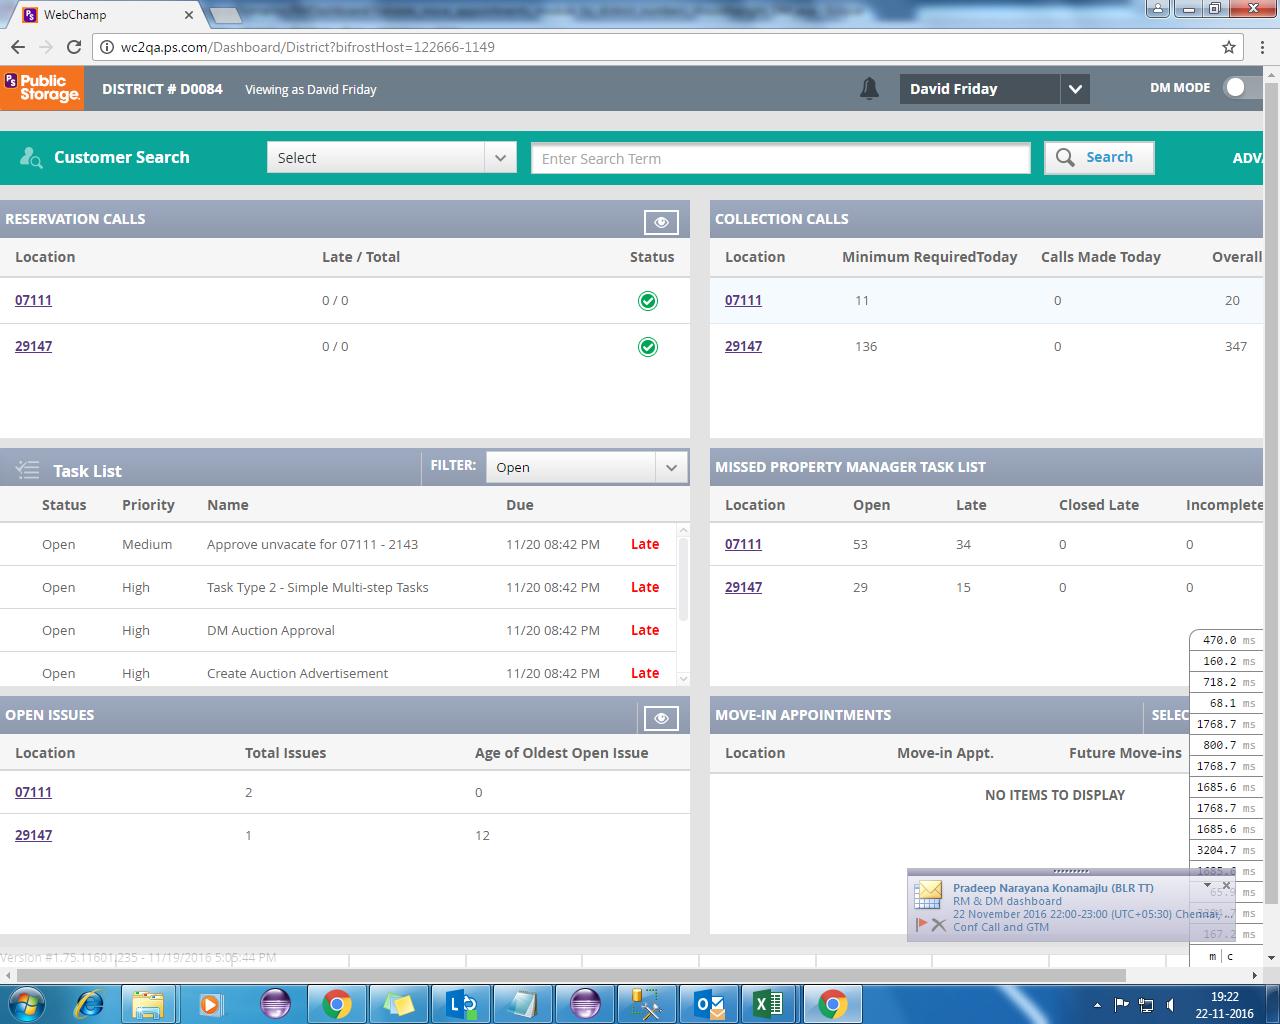 WebChamp
wc2qa.ps.com/Dashboard/District?bifrostHost=122666-1149
PS Public Storage.
DISTRICT # D0084
Viewing as David Friday
David Friday
DM MODE
Customer Search
Select
Enter Search Term
Search
ADV
RESERVATION CALLS
Location Late / Total Status
07111 0 / 0
29147 0 / 0
COLLECTION CALLS
Location Minimum RequiredToday Calls Made Today Overall
07111 11 0 20
29147 136 0 347
Task List
FILTER: Open
Status Priority Name Due
Open Medium Approve unvacate for 07111 - 2143 11/20 08:42 PM Late
Open High Task Type 2 - Simple Multi-step Tasks 11/20 08:42 PM Late
Open High DM Auction Approval 11/20 08:42 PM Late
Open High Create Auction Advertisement 11/20 08:42 PM Late
MISSED PROPERTY MANAGER TASK LIST
Location Open Late Closed Late Incomplete
07111 53 34 0 0
29147 29 15 0 0
OPEN ISSUES
Location Total Issues Age of Oldest Open Issue
07111 2 0
29147 1 12
MOVE-IN APPOINTMENTS
SELEC
Location Move-in Appt. Future Move-ins
NO ITEMS TO DISPLAY
470.0 ms
160.2 ms
718.2 ms
68.1 ms
1768.7 ms
800.7 ms
1768.7 ms
1685.6 ms
1768.7 ms
1685.6 ms
3204.7 ms
1685.6 ms
167.2 ms
m | c
Pradeep Narayana Konamajlu (BLR TT)
RM & DM dashboard
22 November 2016 22:00-23:00 (UTC+05:30) Chennai, ...
Conf Call and GTM
Version #1.75.11601.235 - 11/19/2016 5:05:44 PM
19:22
22-11-2016